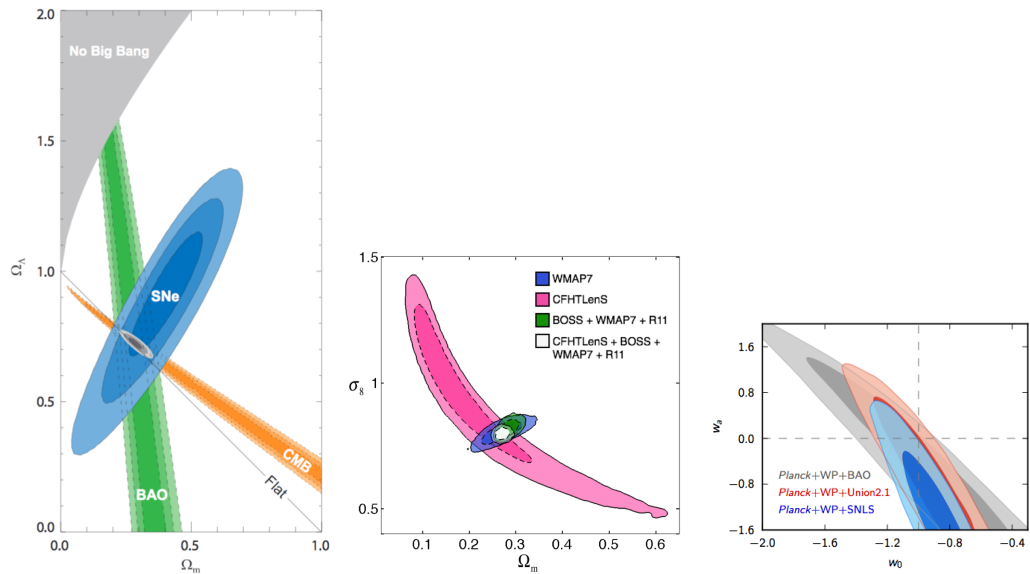 2.0
No Big Bang
1.5
1.0
Ω_Λ
SNe
0.5
CMB
Flat
BAO
0.0
0.0 0.5 1.0
Ω_m
1.5
WMAP7
CFHTLenS
BOSS + WMAP7 + R11
CFHTLenS + BOSS +
WMAP7 + R11
σ_8
1.0
0.5
0.1 0.2 0.3 0.4 0.5 0.6
Ω_m
1.6
0.8
w_a
0.0
−0.8
Planck+WP+BAO
Planck+WP+Union2.1
Planck+WP+SNLS
−1.6
−2.0 −1.6 −1.2 −0.8 −0.4
w_0